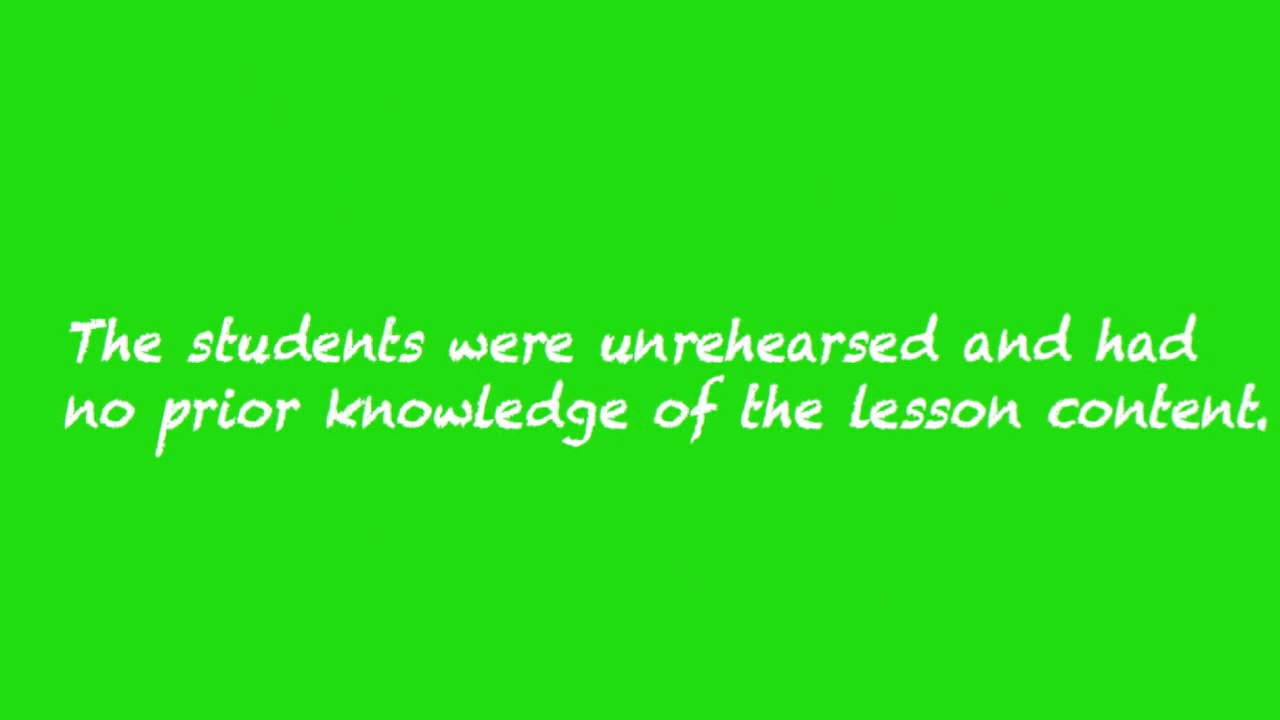 The students were unrehearsed and had
no prior knowledge of the lesson content.